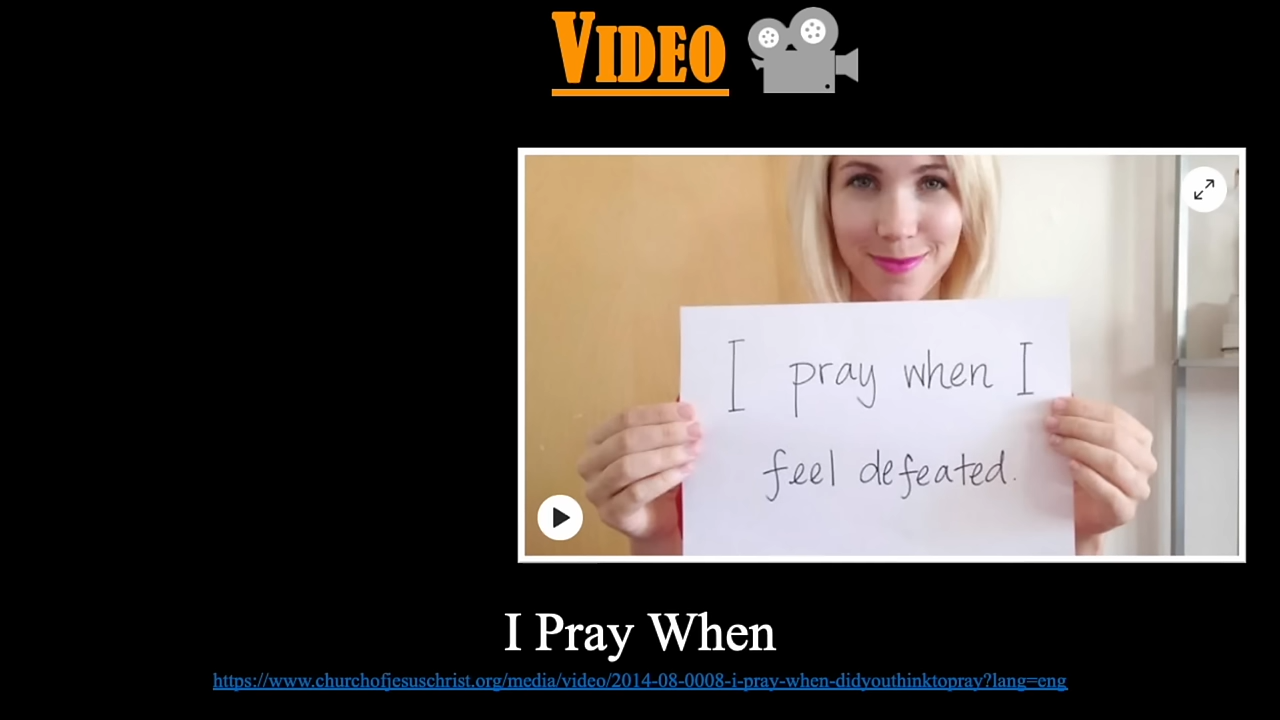 VIDEO
I pray when I
feel defeated.
I Pray When
https://www.churchofjesuschrist.org/media/video/2014-08-0008-i-pray-when-didyouthinktopray?lang=eng